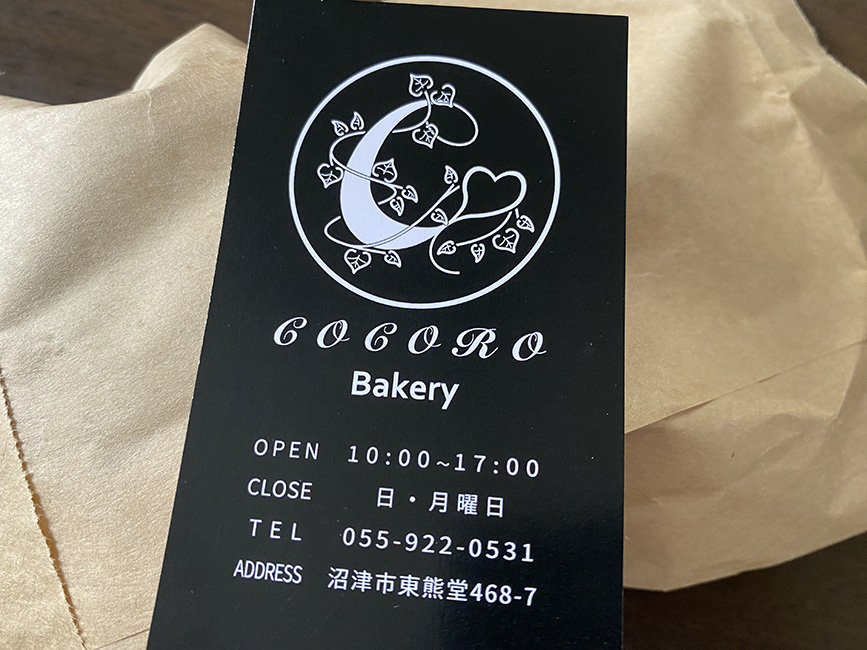 COCORO
Bakery
OPEN 10:00~17:00
CLOSE 日・月曜日
TEL 055-922-0531
ADDRESS 沼津市東熊堂468-7